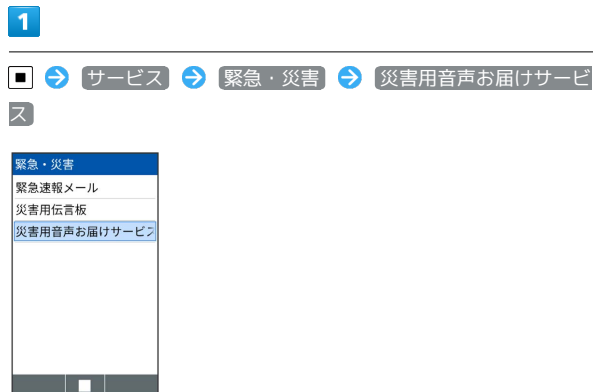 1
サービス 緊急・災害 災害用音声お届けサービ
ス
緊急・災害
緊急速報メール
災害用伝言板
災害用音声お届けサービス